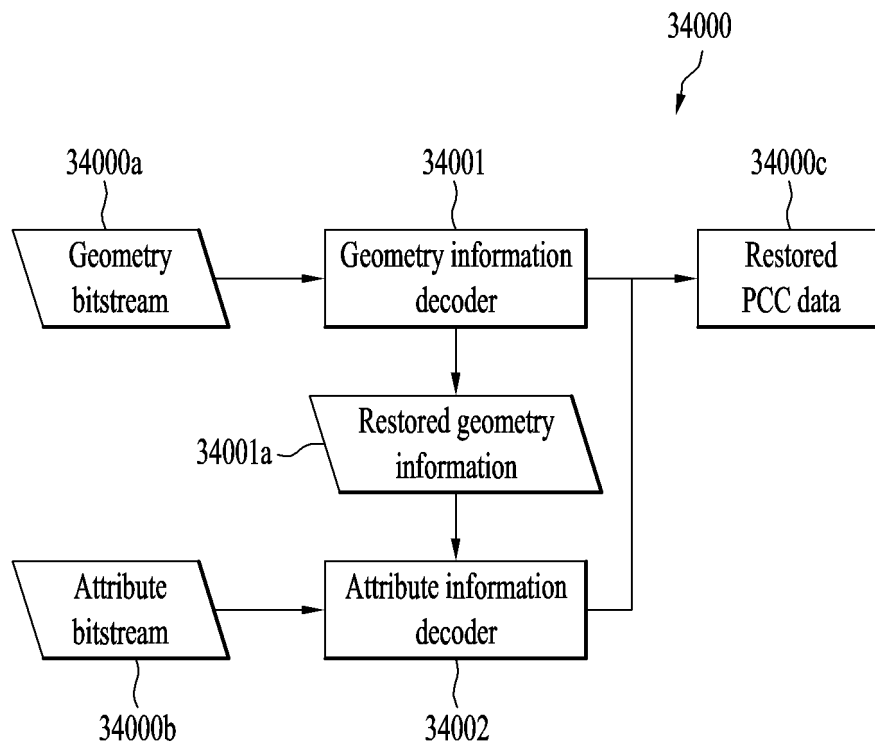 34000
34000a
34001
34000c
Geometry
bitstream
Geometry information
decoder
Restored
PCC data
Restored geometry
information
34001a
Attribute
bitstream
Attribute information
decoder
34000b
34002